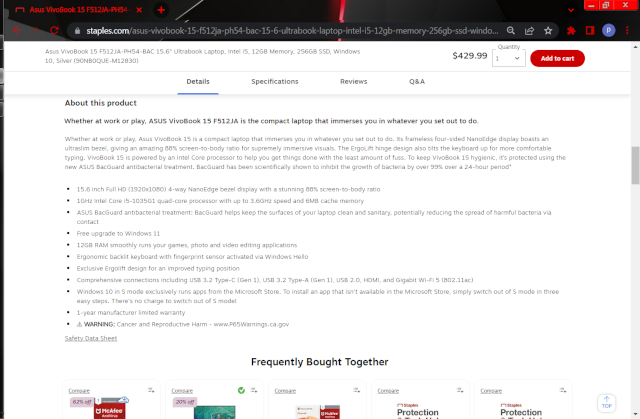 Asus VivoBook 15 F512JA-PH54-
staples.com/asus-vivobook-15-f512ja-ph54-bac-15-6-ultrabook-laptop-intel-i5-12gb-memory-256gb-ssd-windo...
P
Asus VivoBook 15 F512JA-PH54-BAC 15.6" Ultrabook Laptop, Intel i5, 12GB Memory, 256GB SSD, Windows
10, Silver (90NB0QUE-M12830)
$429.99
Quantity
1
Add to cart
Details
Specifications
Reviews
Q&A
About this product
Whether at work or play, ASUS VivoBook 15 F512JA is the compact laptop that immerses you in whatever you set out to do.
Whether at work or play, Asus VivoBook 15 is a compact laptop that immerses you in whatever you set out to do. Its frameless four-sided NanoEdge display boasts an
ultraslim bezel, giving an amazing 88% screen-to-body ratio for supremely immersive visuals. The ErgoLift hinge design also tilts the keyboard up for more comfortable
typing. VivoBook 15 is powered by an Intel Core processor to help you get things done with the least amount of fuss. To keep VivoBook 15 hygienic, it's protected using the
new ASUS BacGuard antibacterial treatment. BacGuard has been scientifically shown to inhibit the growth of bacteria by over 99% over a 24-hour period*
• 15.6 inch Full HD (1920x1080) 4-way NanoEdge bezel display with a stunning 88% screen-to-body ratio
• 1GHz Intel Core i5-1035G1 quad-core processor with up to 3.6GHz speed and 6MB cache memory
• ASUS BacGuard antibacterial treatment: BacGuard helps keep the surfaces of your laptop clean and sanitary, potentially reducing the spread of harmful bacteria via
contact
• Free upgrade to Windows 11
• 12GB RAM smoothly runs your games, photo and video editing applications
• Ergonomic backlit keyboard with fingerprint sensor activated via Windows Hello
• Exclusive Ergolift design for an improved typing position
• Comprehensive connections including USB 3.2 Type-C (Gen 1), USB 3.2 Type-A (Gen 1), USB 2.0, HDMI, and Gigabit Wi-Fi 5 (802.11ac)
• Windows 10 in S mode exclusively runs apps from the Microsoft Store. To install an app that isn't available in the Microsoft Store, simply switch out of S mode in three
easy steps. There's no charge to switch out of S model
• 1-year manufacturer limited warranty
• ⚠ WARNING: Cancer and Reproductive Harm - www.P65Warnings.ca.gov
Safety Data Sheet
Frequently Bought Together
Compare
Compare
Compare
Compare
Compare
62% off
20% off
McAfee
AntiVirus
Staples
Protection
Staples
Protection
TOP